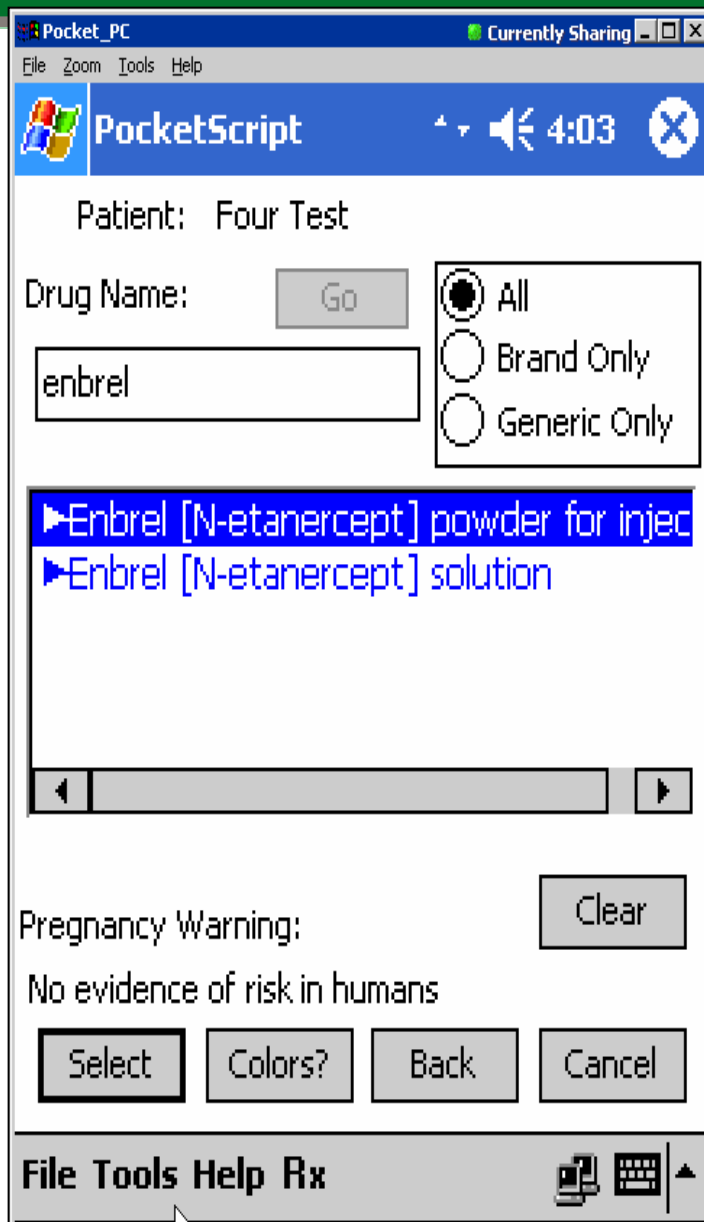 Pocket_PC Currently Sharing
File Zoom Tools Help
PocketScript 4:03
Patient: Four Test
Drug Name: Go
enbrel
All
Brand Only
Generic Only
Enbrel [N-etanercept] powder for injec
Enbrel [N-etanercept] solution
Clear
Pregnancy Warning:
No evidence of risk in humans
Select Colors? Back Cancel
File Tools Help Rx